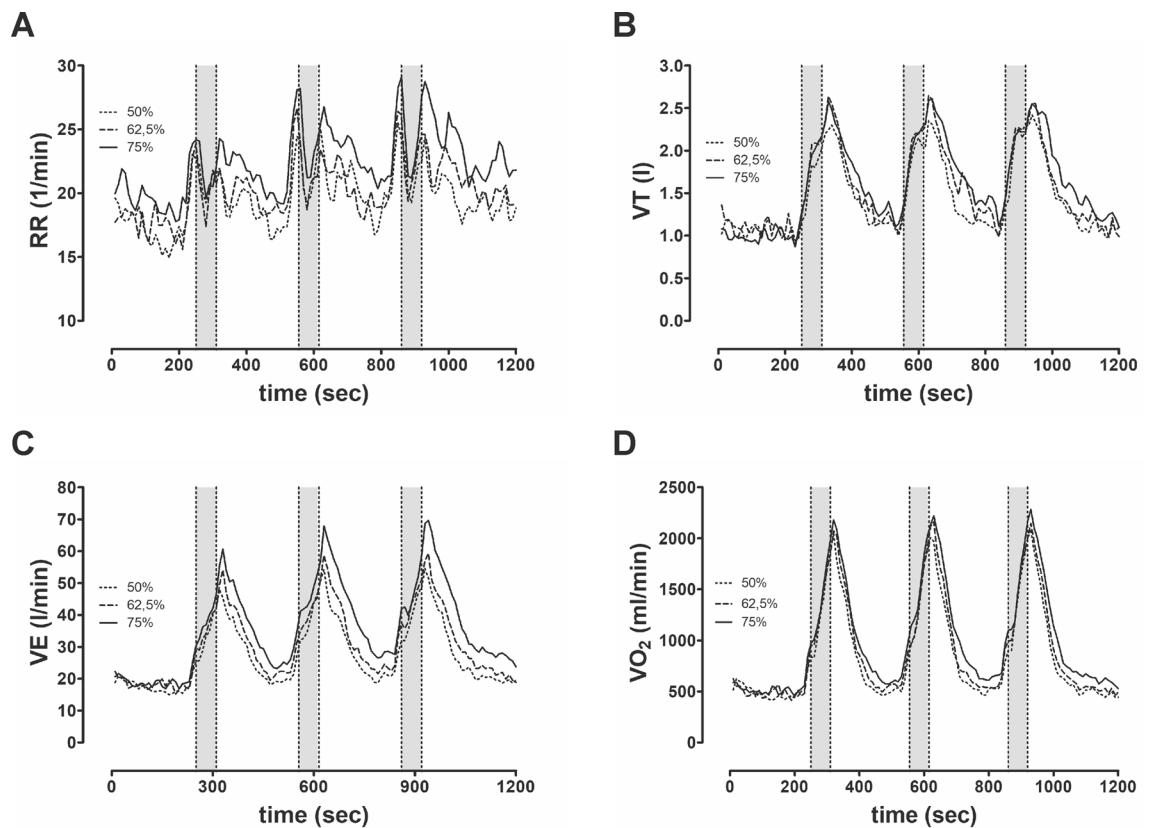 A
RR (1/min)
30
25
20
15
10
50%
62,5%
75%
0 200 400 600 800 1000 1200
time (sec)
B
VT (l)
3.0
2.5
2.0
1.5
1.0
0.5
0.0
50%
62,5%
75%
0 200 400 600 800 1000 1200
time (sec)
C
VE (l/min)
80
70
60
50
40
30
20
10
0
50%
62,5%
75%
0 300 600 900 1200
time (sec)
D
VO₂ (ml/min)
2500
2000
1500
1000
500
0
50%
62,5%
75%
0 200 400 600 800 1000 1200
time (sec)